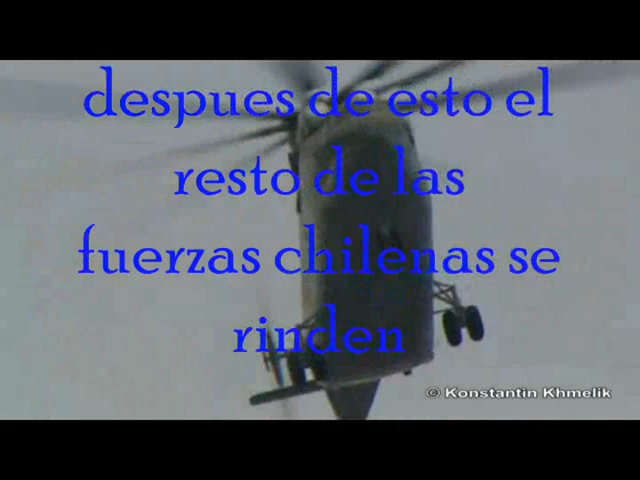 despues de esto el
resto de las
fuerzas chilenas se
rinden
© Konstantin Khmelik